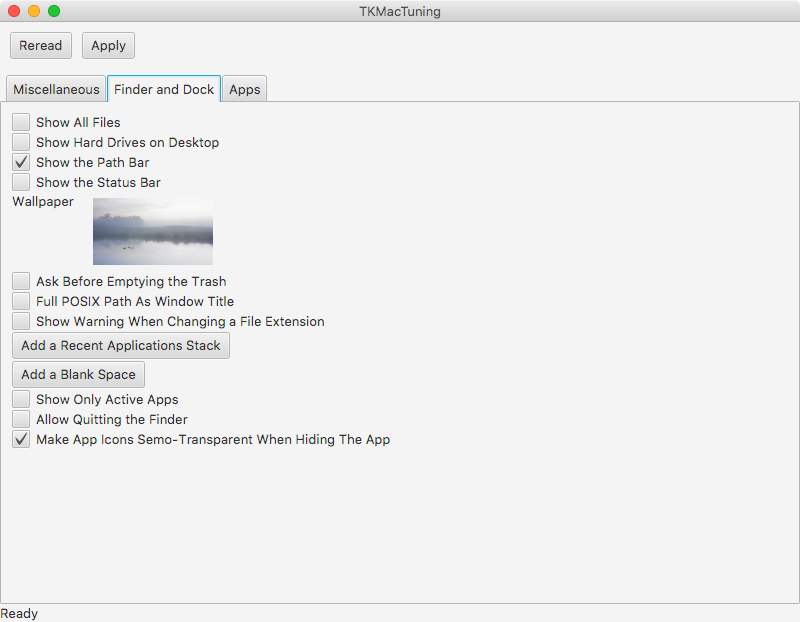 TKMacTuning
Reread Apply
Miscellaneous Finder and Dock Apps
Show All Files
Show Hard Drives on Desktop
Show the Path Bar
Show the Status Bar
Wallpaper
Ask Before Emptying the Trash
Full POSIX Path As Window Title
Show Warning When Changing a File Extension
Add a Recent Applications Stack
Add a Blank Space
Show Only Active Apps
Allow Quitting the Finder
Make App Icons Semo-Transparent When Hiding The App
Ready